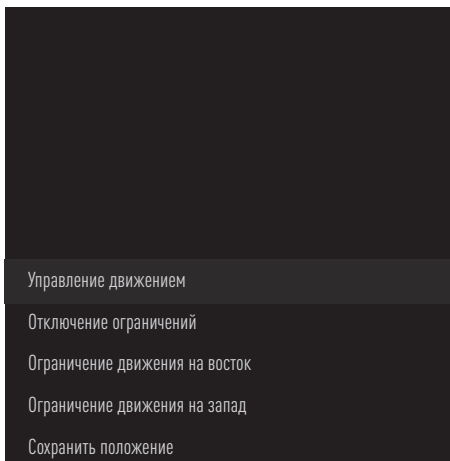 Управление движением
Отключение ограничений
Ограничение движения на восток
Ограничение движения на запад
Сохранить положение